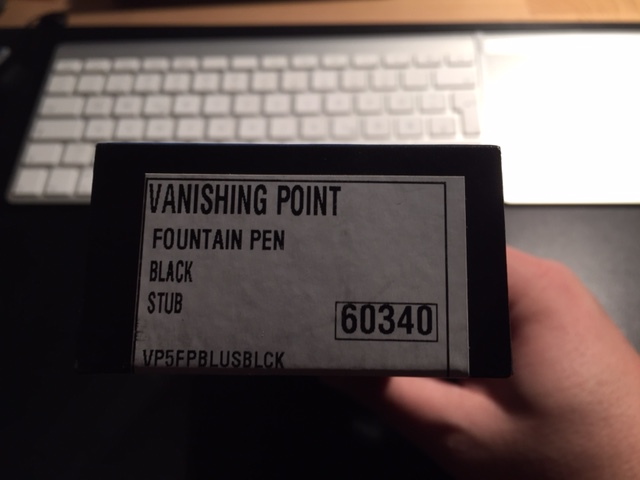 VANISHING POINT
FOUNTAIN PEN
BLACK
STUB
60340
VP5FPBLUSBLCK